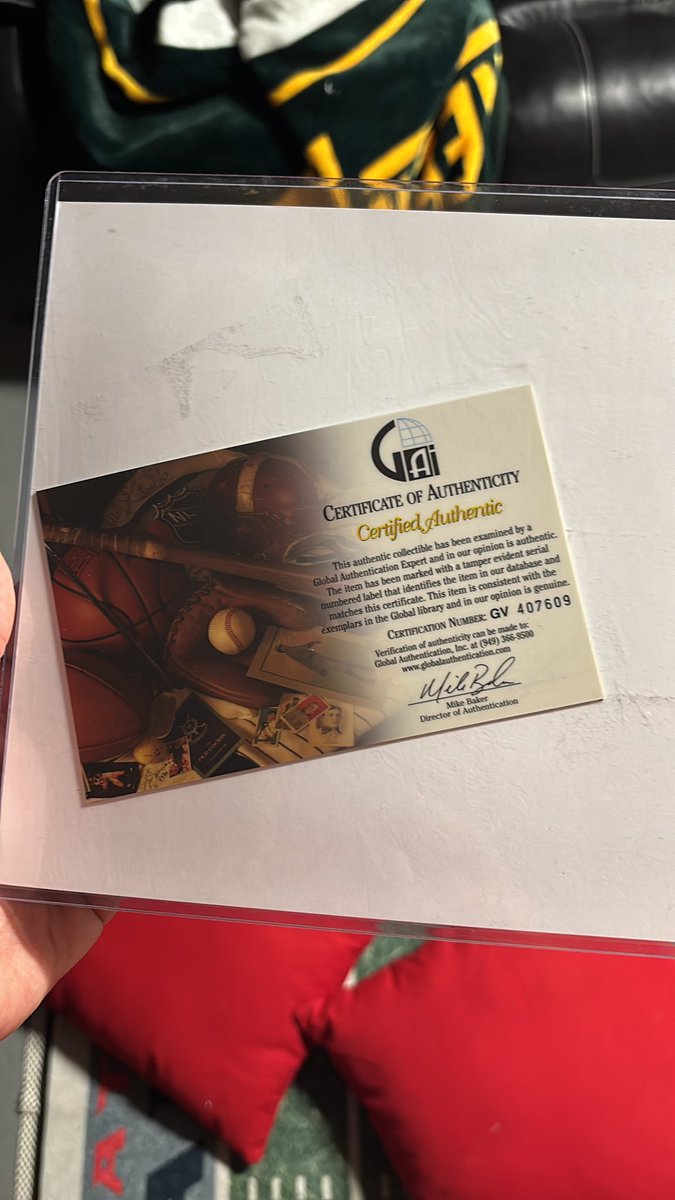 GAi
CERTIFICATE OF AUTHENTICITY
Certified Authentic
This authentic collectible has been examined by a
Global Authentication Expert and in our opinion is authentic.
The item has been marked with a tamper evident serial
numbered label that identifies the item in our database and
matches this certificate. This item is consistent with the
exemplars in the Global library and in our opinion is genuine.
CERTIFICATION NUMBER: GV 407609
Verification of authenticity can be made to:
Global Authentication, Inc. at (949) 366-9500
www.globalauthentication.com
Mike Baker
Mike Baker
Director of Authentication